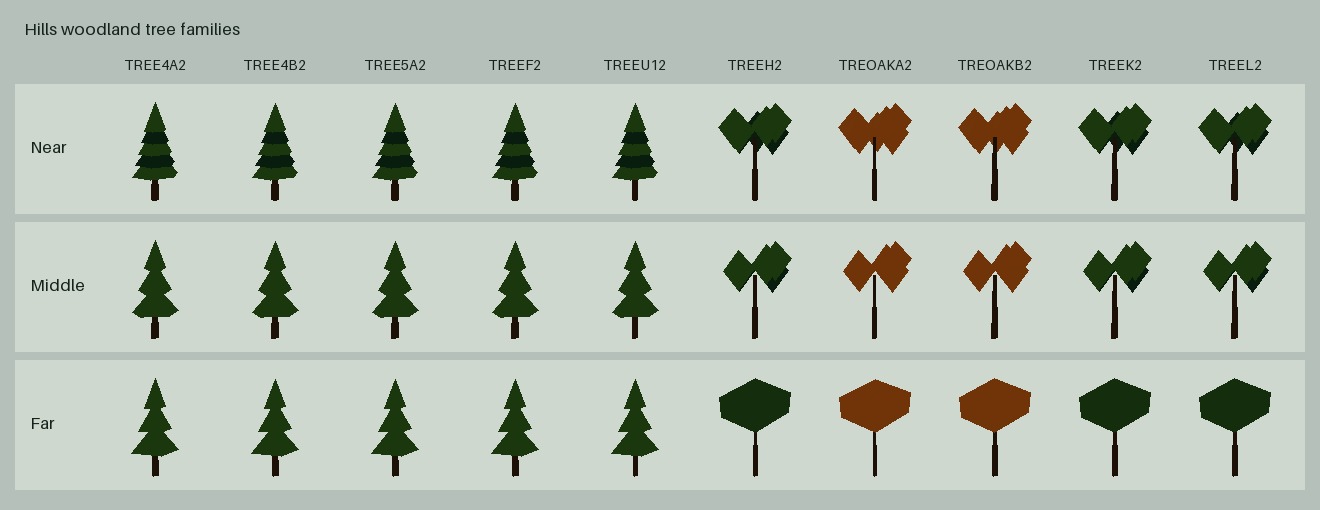 Hills woodland tree families
TREE4A2 TREE4B2 TREE5A2 TREEF2 TREEU12 TREEH2 TREOAKA2 TREOAKB2 TREEK2 TREEL2
Near
Middle
Far